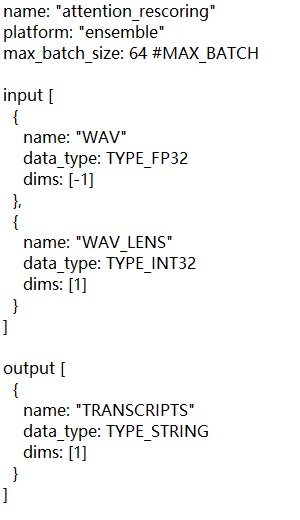 name: "attention_rescoring"
platform: "ensemble"
max_batch_size: 64 #MAX_BATCH

input [
  {
    name: "WAV"
    data_type: TYPE_FP32
    dims: [-1]
  },
  {
    name: "WAV_LENS"
    data_type: TYPE_INT32
    dims: [1]
  }
]

output [
  {
    name: "TRANSCRIPTS"
    data_type: TYPE_STRING
    dims: [1]
  }
]